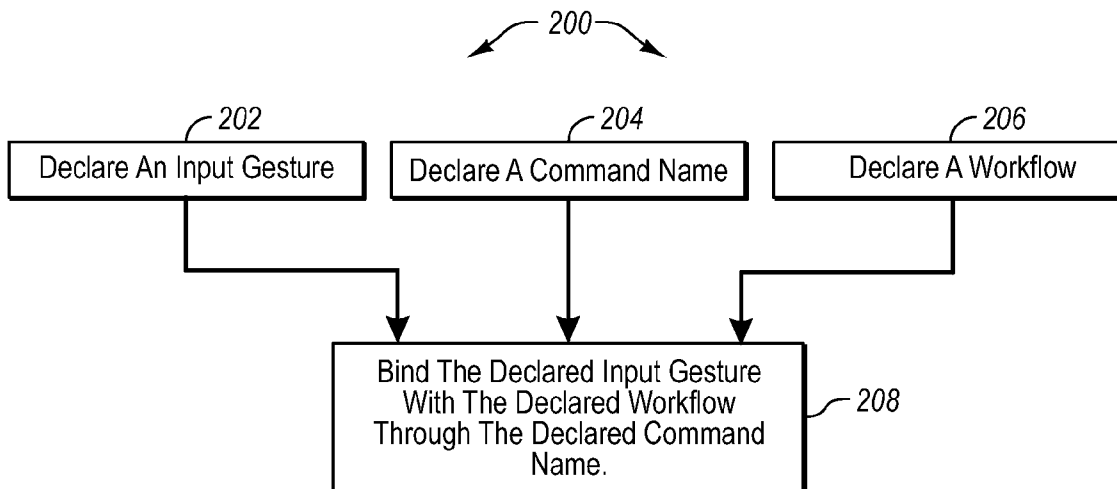 200
202
204
206
Declare An Input Gesture
Declare A Command Name
Declare A Workflow
Bind The Declared Input Gesture
With The Declared Workflow
Through The Declared Command
Name.
208